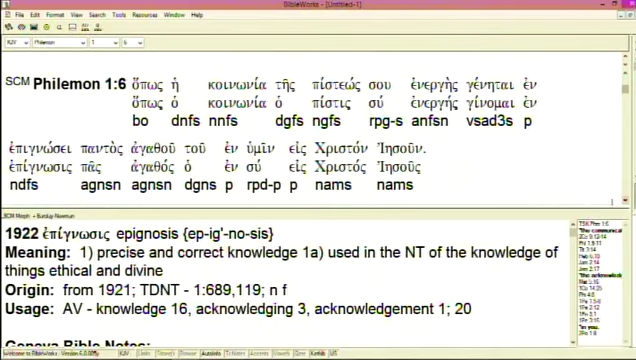 BibleWorks - [Untitled-1]
File Edit Format View Search Tools Resources Window Help
KJV Philemon 1 6
SCM Philemon 1:6 ὅπως ἡ κοινωνία τῆς πίστεώς σου ἐνεργὴς γένηται ἐν
ὅπως ὁ κοινωνία ὁ πίστις σύ ἐνεργής γίνομαι ἐν
bo dnfs nnfs dgfs ngfs rpg-s anfsn vsad3s p
ἐπιγνώσει παντὸς ἀγαθοῦ τοῦ ἐν ὑμῖν εἰς Χριστόν Ἰησοῦν.
ἐπίγνωσις πᾶς ἀγαθός ὁ ἐν σύ εἰς Χριστός Ἰησοῦς
ndfs agnsn agnsn dgns p rpd-p p nams nams
1922 ἐπίγνωσις epignosis {ep-ig'-no-sis}
Meaning: 1) precise and correct knowledge 1a) used in the NT of the knowledge of
things ethical and divine
Origin: from 1921; TDNT - 1:689,119; n f
Usage: AV - knowledge 16, acknowledging 3, acknowledgement 1; 20
Geneva Bible Notes:
Welcome to BibleWorks